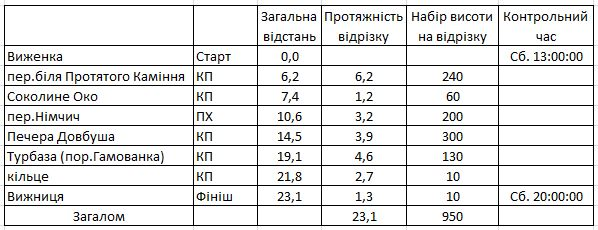 Загальна відстань Протяжність відрізку Набір висоти на відрізку Контрольний час
Виженка Старт 0,0 Сб. 13:00:00
пер.біля Протятого Каміння КП 6,2 6,2 240
Соколине Око КП 7,4 1,2 60
пер.Німчич ПХ 10,6 3,2 200
Печера Довбуша КП 14,5 3,9 300
Турбаза (пор.Гамованка) КП 19,1 4,6 130
кільце КП 21,8 2,7 10
Вижниця Фініш 23,1 1,3 10 Сб. 20:00:00
Загалом 23,1 950